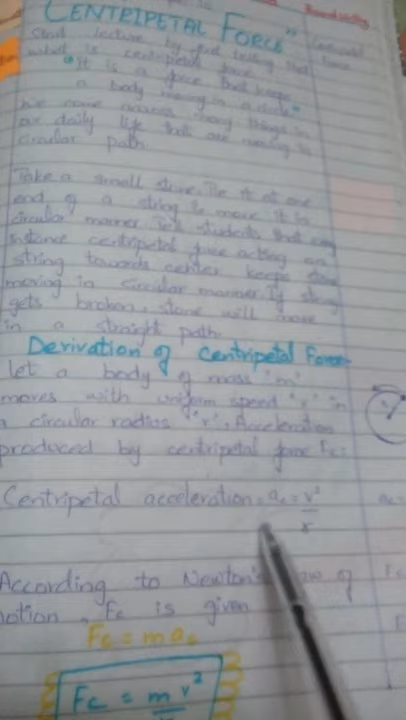 "CENTRIPETAL FORCE"
Start lecture by just telling that
what is centripetal force
"It is a force that keeps
a body moving in a circle"
We come across many things in
our daily life that are moving in
circular path.
Take a small stone. Tie it at one
end of a string & move it in
circular manner. Tell students that
instance centripetal force acting on
string towards center keeps stone
moving in circular manner. If string
gets broken, stone will move
in a straight path.
Derivation of Centripetal Force
Let a body of mass 'm'
moves with uniform speed 'v' in
a circular radius 'r'. Acceleration
produced by centripetal force Fc:
Centripetal acceleration = ac = v²/r
According to Newton's law of
motion, Fc is given
Fc = mac
Fc = mv²